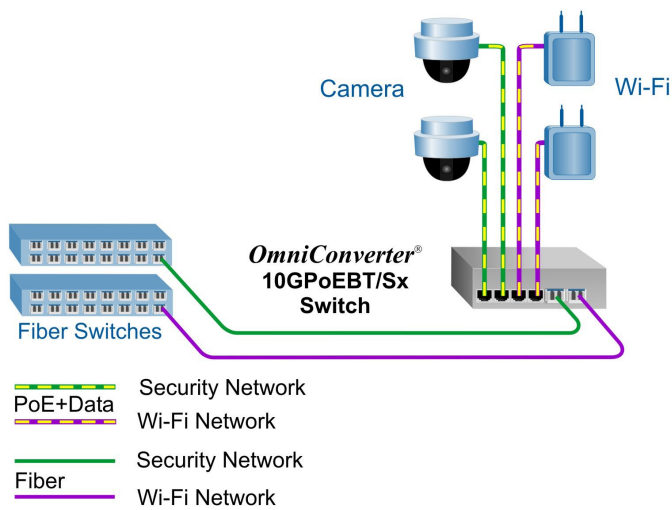 Camera
Wi-Fi
OmniConverter®
10GPoEBT/Sx
Switch
Fiber Switches
PoE+Data
Security Network
Wi-Fi Network
Fiber
Security Network
Wi-Fi Network